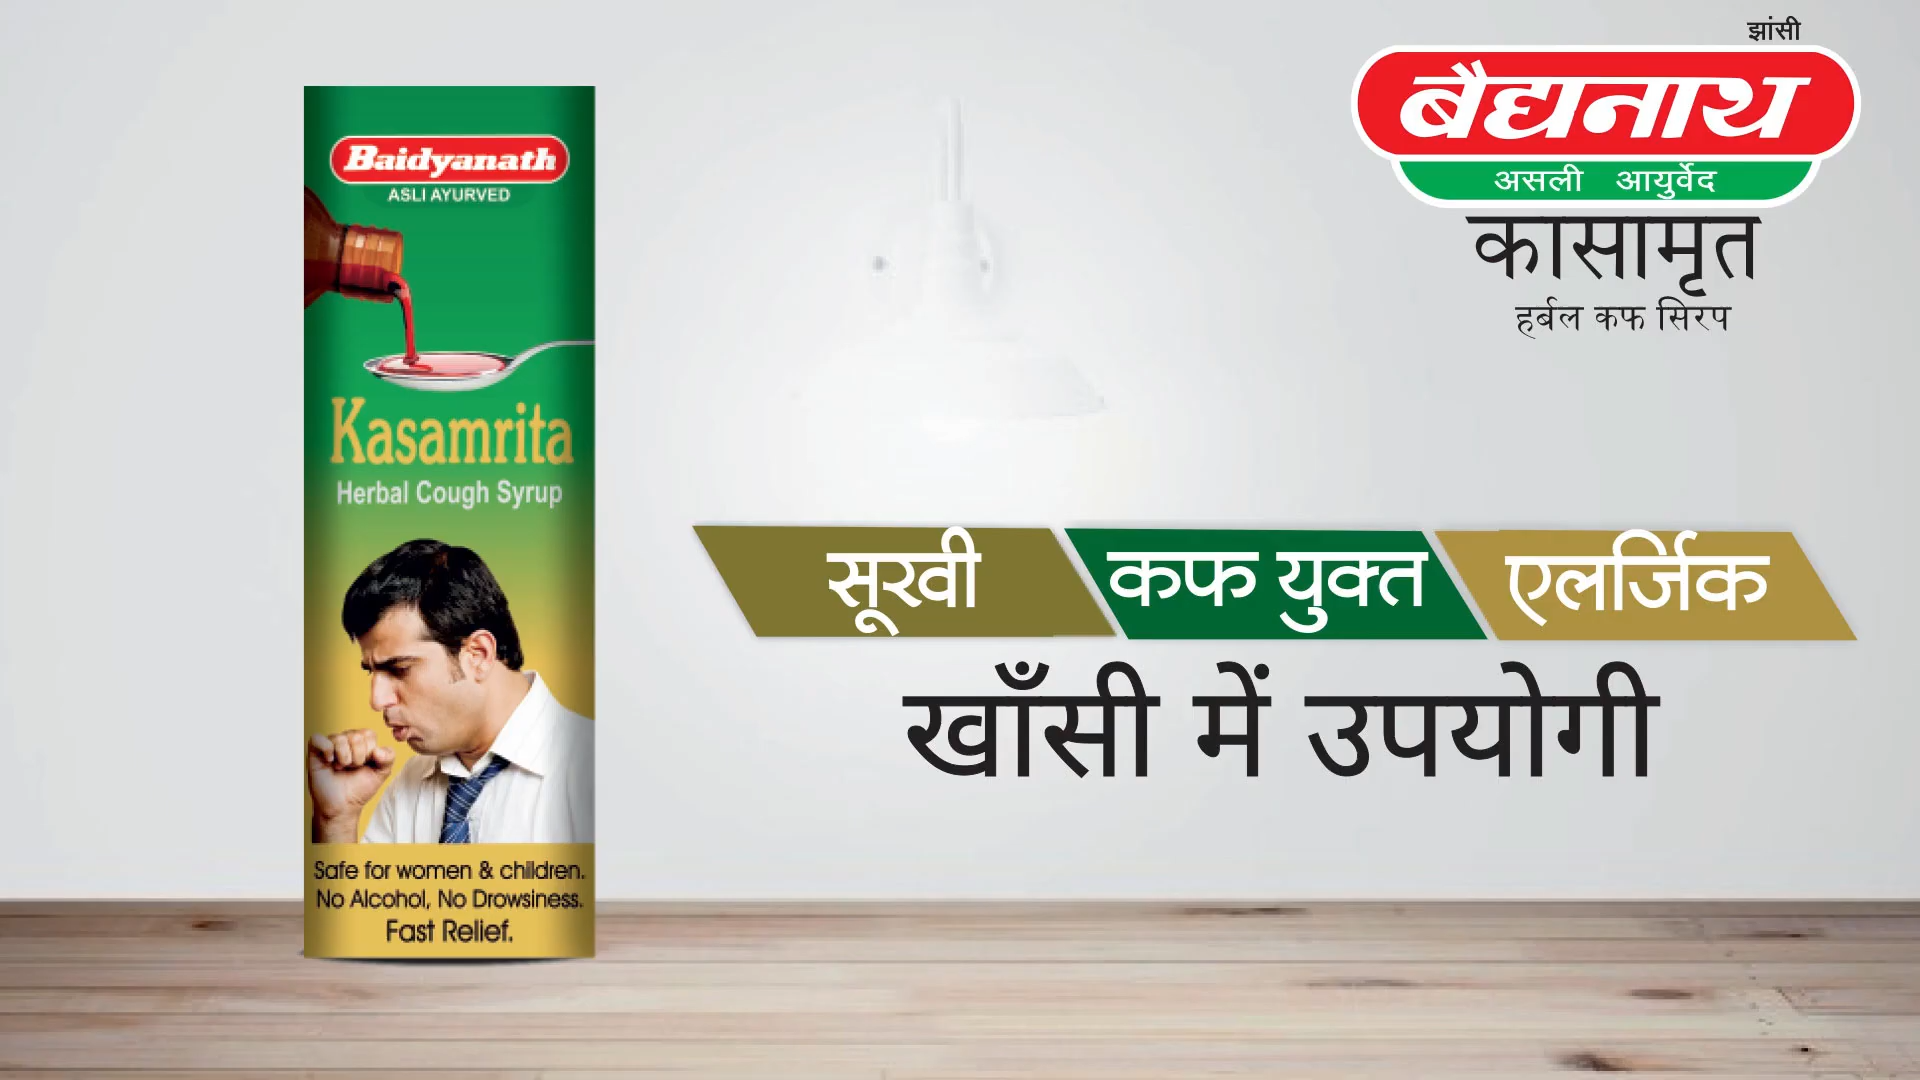 Baidyanath
ASLI AYURVED
Kasamrita
Herbal Cough Syrup
Safe for women & children.
No Alcohol, No Drowsiness.
Fast Relief.
झांसी
बैद्यनाथ
असली आयुर्वेद
कासामृत
हर्बल कफ सिरप
सूखी कफ युक्त एलर्जिक
खाँसी में उपयोगी